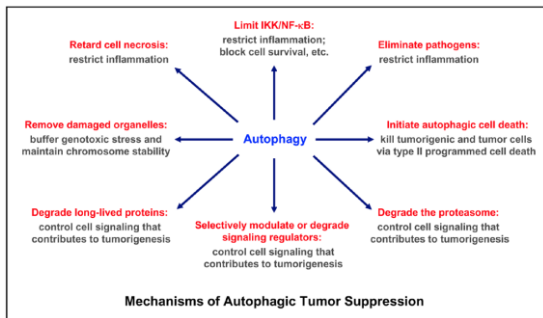 Limit IKK/NF-κB:
restrict inflammation;
block cell survival, etc.
Retard cell necrosis:
restrict inflammation
Eliminate pathogens:
restrict inflammation
Remove damaged organelles:
buffer genotoxic stress and
maintain chromosome stability
Autophagy
Initiate autophagic cell death:
kill tumorigenic and tumor cells
via type II programmed cell death
Degrade long-lived proteins:
control cell signaling that
contributes to tumorigenesis
Selectively modulate or degrade
signaling regulators:
control cell signaling that
contributes to tumorigenesis
Degrade the proteasome:
control cell signaling that
contributes to tumorigenesis
Mechanisms of Autophagic Tumor Suppression